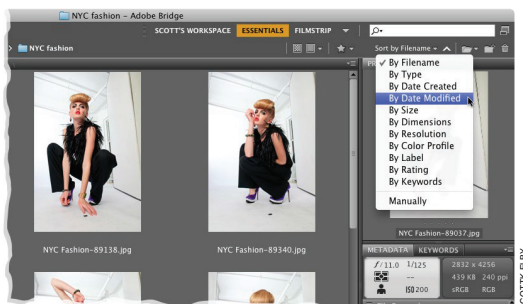 NYC fashion – Adobe Bridge
SCOTT'S WORKSPACE ESSENTIALS FILMSTRIP
NYC fashion
Sort by Filename
By Filename
By Type
By Date Created
By Date Modified
By Size
By Dimensions
By Resolution
By Color Profile
By Label
By Rating
By Keywords
Manually
NYC Fashion-89138.jpg
NYC Fashion-89340.jpg
NYC Fashion-89037.jpg
METADATA KEYWORDS
f/11.0 1/125
--
ISO 200
2832 x 4256
439 KB 240 ppi
sRGB RGB